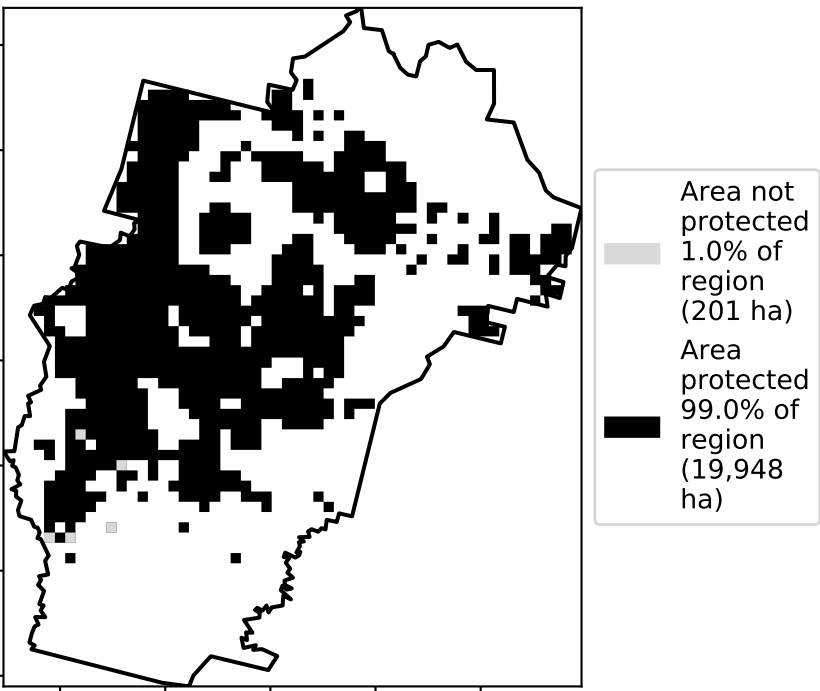 Area not
protected
1.0% of
region
(201 ha)
Area
protected
99.0% of
region
(19,948
ha)